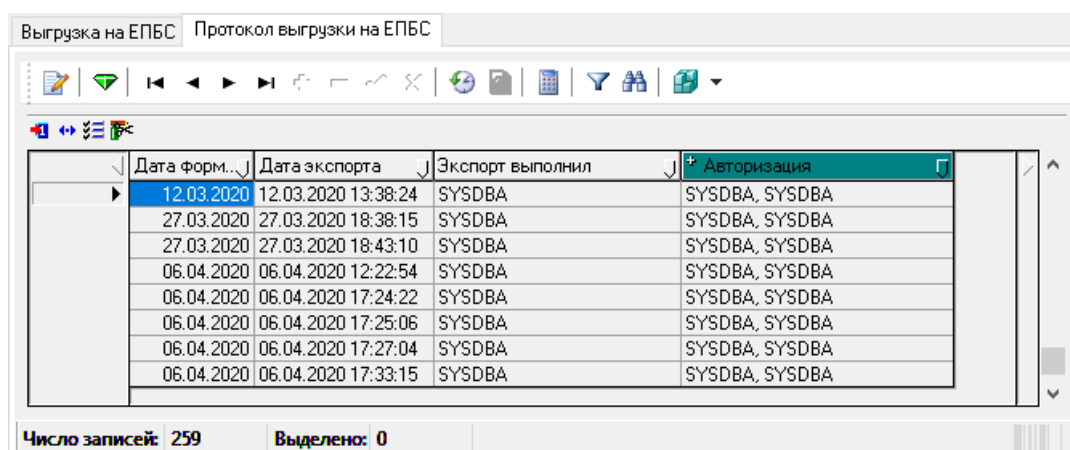 Выгрузка на ЕПБС Протокол выгрузки на ЕПБС
Дата форм... Дата экспорта Экспорт выполнил Авторизация
12.03.2020 12.03.2020 13:38:24 SYSDBA SYSDBA, SYSDBA
27.03.2020 27.03.2020 18:38:15 SYSDBA SYSDBA, SYSDBA
27.03.2020 27.03.2020 18:43:10 SYSDBA SYSDBA, SYSDBA
06.04.2020 06.04.2020 12:22:54 SYSDBA SYSDBA, SYSDBA
06.04.2020 06.04.2020 17:24:22 SYSDBA SYSDBA, SYSDBA
06.04.2020 06.04.2020 17:25:06 SYSDBA SYSDBA, SYSDBA
06.04.2020 06.04.2020 17:27:04 SYSDBA SYSDBA, SYSDBA
06.04.2020 06.04.2020 17:33:15 SYSDBA SYSDBA, SYSDBA
Число записей: 259 Выделено: 0